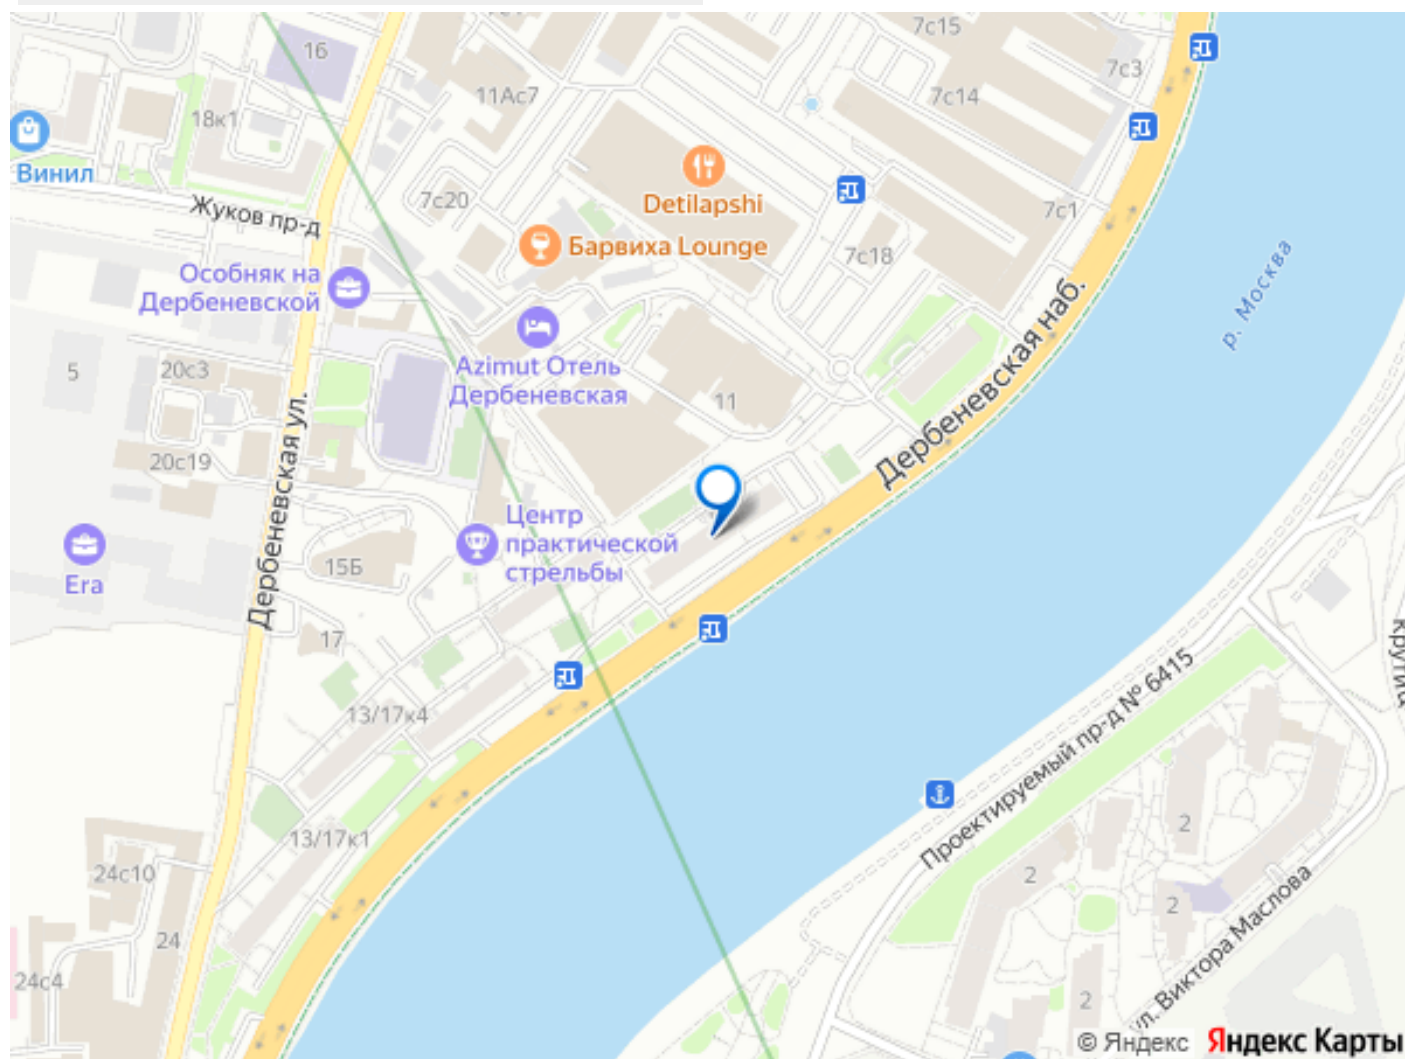 16
7с15
7с3
11Ас7
7с14
18к1
Винил
Detilapshi
7с20
7с1
Жуков пр-д
Барвиха Lounge
7с18
Особняк на
Дербеневской
р. Москва
Azimut Отель
Дербеневская
5
20с3
11
Дербеневская наб.
Дербеневская ул.
20с19
Центр
практической
стрельбы
Era
15Б
17
Крутиц
Проектируемый пр-д № 6415
13/17к4
13/17к1
2
2
2
2
24с10
24
24с4
ул. Виктора Маслова
© Яндекс Яндекс Карты